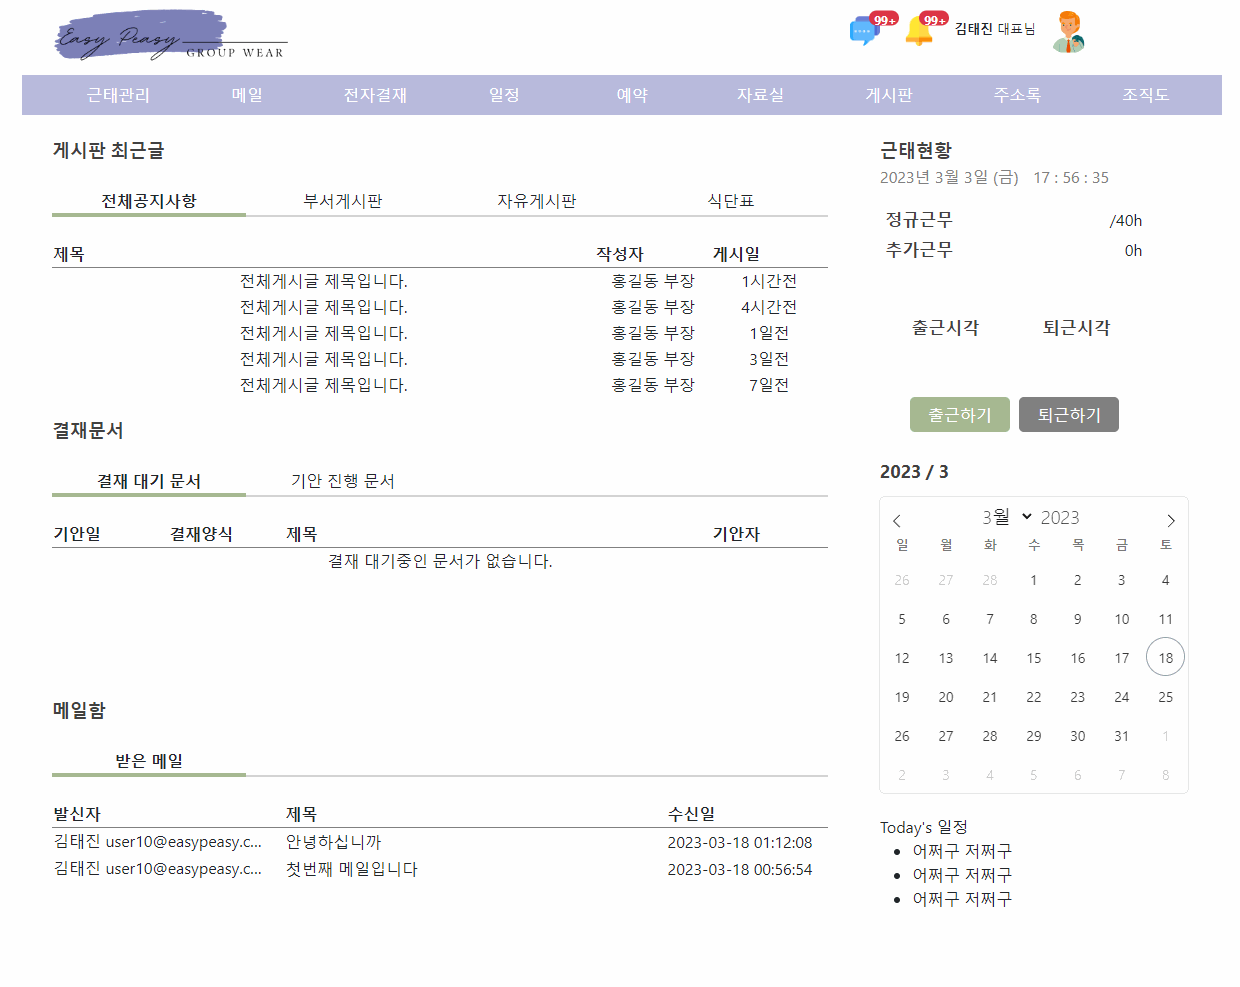 Easy Peasy
GROUP WEAR
99+ 99+ 김태진 대표님
근태관리 메일 전자결재 일정 예약 자료실 게시판 주소록 조직도
게시판 최근글
전체공지사항 부서게시판 자유게시판 식단표
제목 작성자 게시일
전체게시글 제목입니다. 홍길동 부장 1시간전
전체게시글 제목입니다. 홍길동 부장 4시간전
전체게시글 제목입니다. 홍길동 부장 1일전
전체게시글 제목입니다. 홍길동 부장 3일전
전체게시글 제목입니다. 홍길동 부장 7일전
결재문서
결재 대기 문서 기안 진행 문서
기안일 결재양식 제목 기안자
결재 대기중인 문서가 없습니다.
메일함
받은 메일
발신자 제목 수신일
김태진 user10@easypeasy.c... 안녕하십니까 2023-03-18 01:12:08
김태진 user10@easypeasy.c... 첫번째 메일입니다 2023-03-18 00:56:54
근태현황
2023년 3월 3일 (금) 17 : 56 : 35
정규근무 /40h
추가근무 0h
출근시각 퇴근시각
출근하기 퇴근하기
2023 / 3
3월 2023
일 월 화 수 목 금 토
26 27 28 1 2 3 4
5 6 7 8 9 10 11
12 13 14 15 16 17 18
19 20 21 22 23 24 25
26 27 28 29 30 31 1
2 3 4 5 6 7 8
Today's 일정
어쩌구 저쩌구
어쩌구 저쩌구
어쩌구 저쩌구